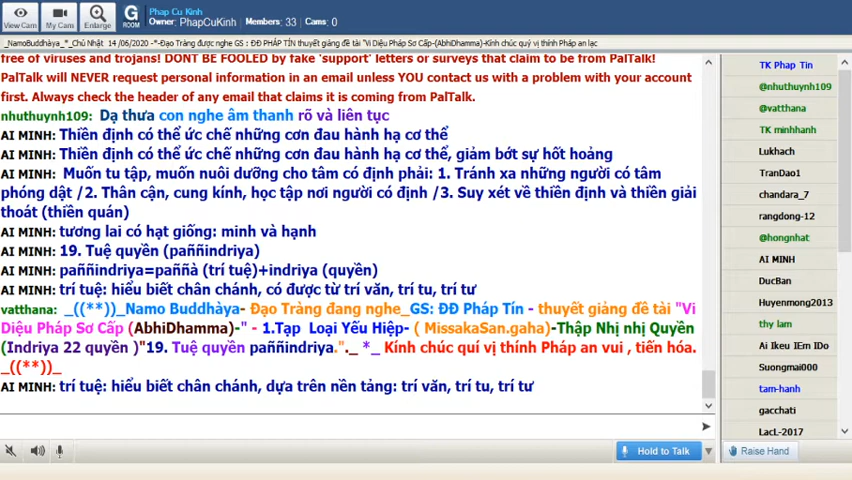 Phap Cu Kinh
Owner: PhapCuKinh Members: 33 Cams: 0
View Cam My Cam Enlarge G ROOM
_NamoBuddhàya_*_Chủ Nhật 14 /06/2020 -*-Đạo Tràng được nghe GS : ĐĐ PHÁP TÍN thuyết giảng đề tài "Vi Diệu Pháp Sơ Cấp-(AbhiDhamma)-Kính chúc quý vị thính Pháp an lạc
of viruses and trojans! DONT BE FOOLED by fake 'support' letters or surveys that claim to be from PalTalk!
PalTalk will NEVER request personal information in an email unless YOU contact us with a problem with your account
first. Always check the header of any email that claims it is coming from PalTalk.
nhuthuynh109: Dạ thưa con nghe âm thanh rõ và liên tục
AI MINH: Thiền định có thể ức chế những cơn đau hành hạ cơ thể
AI MINH: Thiền định có thể ức chế những cơn đau hành hạ cơ thể, giảm bớt sự hốt hoảng
AI MINH: Muốn tu tập, muốn nuôi dưỡng cho tâm có định phải: 1. Tránh xa những người có tâm
phóng dật /2. Thân cận, cung kính, học tập nơi người có định /3. Suy xét về thiền định và thiền giải
thoát (thiền quán)
AI MINH: tương lai có hạt giống: minh và hạnh
AI MINH: 19. Tuệ quyền (paññindriya)
AI MINH: paññindriya=paññà (trí tuệ)+indriya (quyền)
AI MINH: trí tuệ: hiểu biết chân chánh, có được từ trí văn, trí tu, trí tư
vatthana: _((**))_Namo Buddhàya- Đạo Tràng đang nghe_GS: ĐĐ Pháp Tín - thuyết giảng đề tài "Vi
Diệu Pháp Sơ Cấp (AbhiDhamma)-" - 1.Tạp Loại Yếu Hiệp- ( MissakaSan.gaha)-Thập Nhị nhị Quyền
(Indriya 22 quyền )"19. Tuệ quyền paññindriya."._ *_ Kính chúc quí vị thính Pháp an vui , tiến hóa.
_((**))_
AI MINH: trí tuệ: hiểu biết chân chánh, dựa trên nền tảng: trí văn, trí tu, trí tư
Hold to Talk
TK Phap Tin
@nhuthuynh109
@vatthana
TK minhhanh
Lukhach
TranDao1
chandara_7
rangdong-12
@hongnhat
AI MINH
DucBan
Huyenmong2013
thy lam
Ai Ikeu IErn IDo
Suongmai000
tam-hanh
gacchati
LacL-2017
Raise Hand